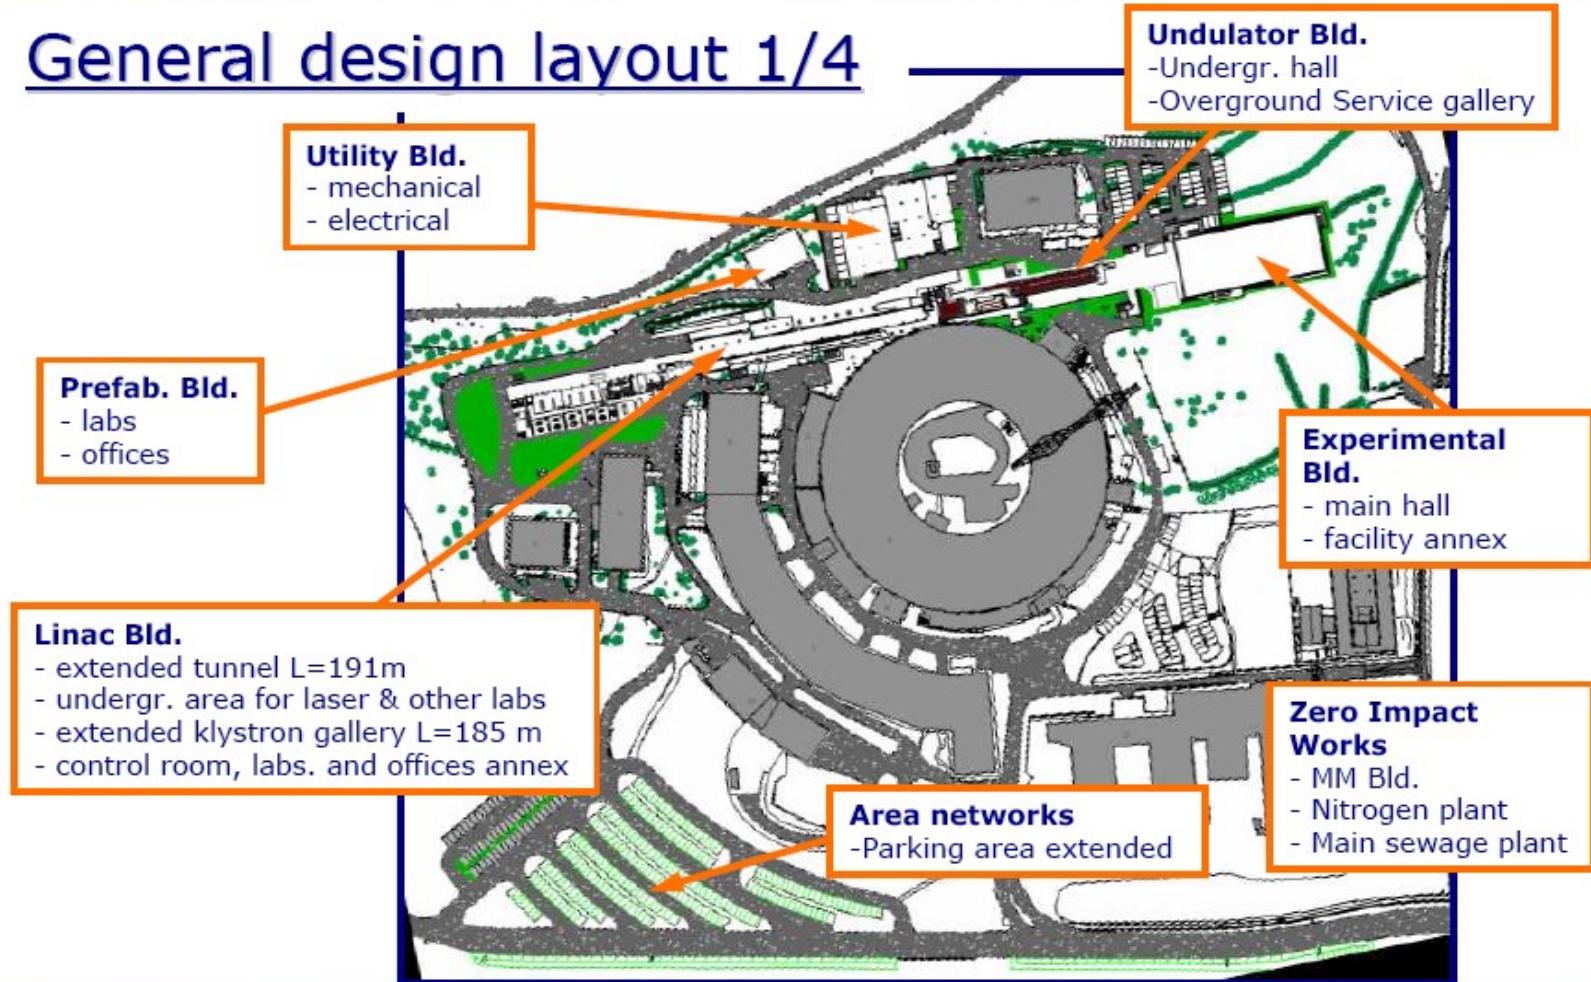 General design layout 1/4
Undulator Bld.
-Undergr. hall
-Overground Service gallery
Utility Bld.
- mechanical
- electrical
Prefab. Bld.
- labs
- offices
Experimental
Bld.
- main hall
- facility annex
Linac Bld.
- extended tunnel L=191m
- undergr. area for laser & other labs
- extended klystron gallery L=185 m
- control room, labs. and offices annex
Zero Impact
Works
- MM Bld.
- Nitrogen plant
- Main sewage plant
Area networks
-Parking area extended